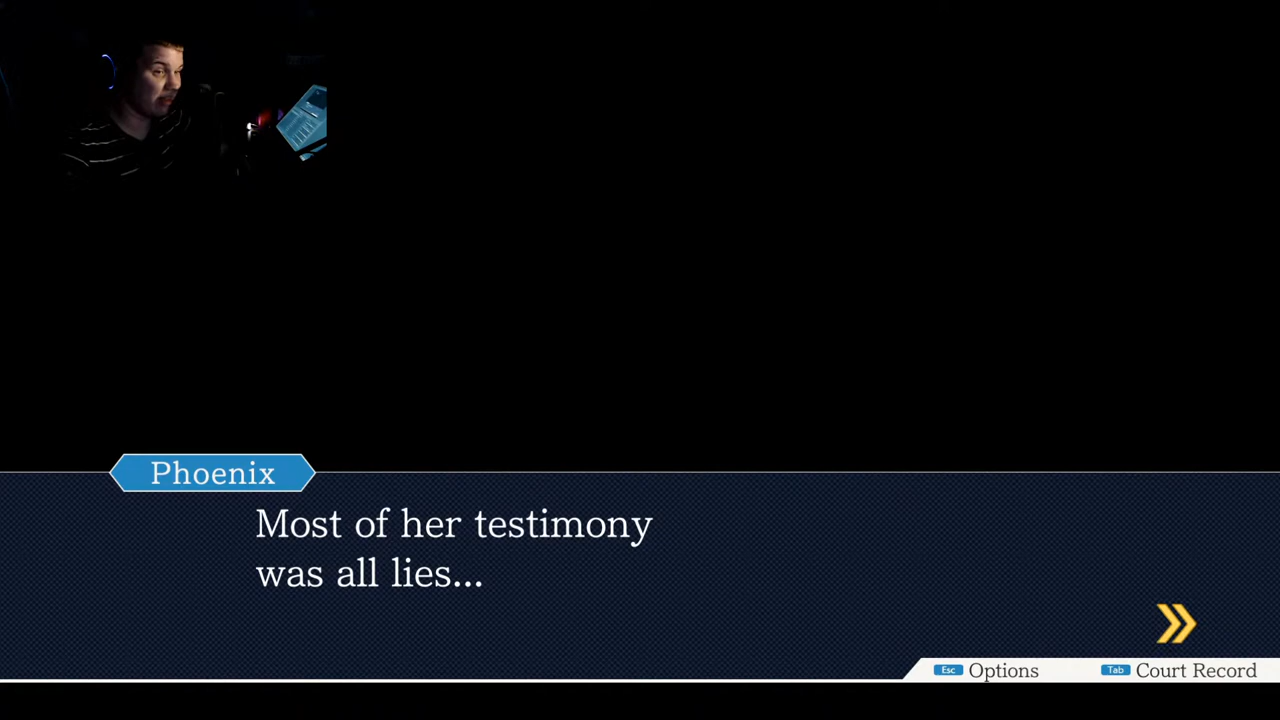 Phoenix
Most of her testimony
was all lies...
Esc Options Tab Court Record